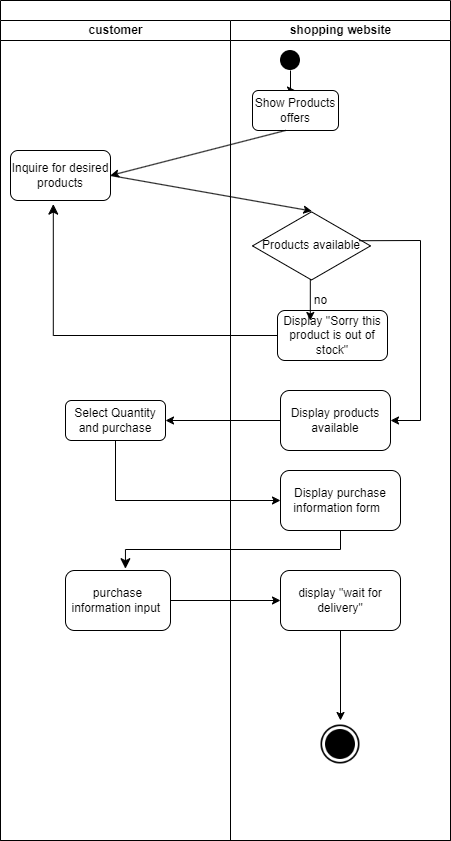 customer
shopping website
Show Products
offers
Inquire for desired
products
Products available
no
Display "Sorry this
product is out of
stock"
Select Quantity
and purchase
Display products
available
Display purchase
information form
purchase
information input
display "wait for
delivery"